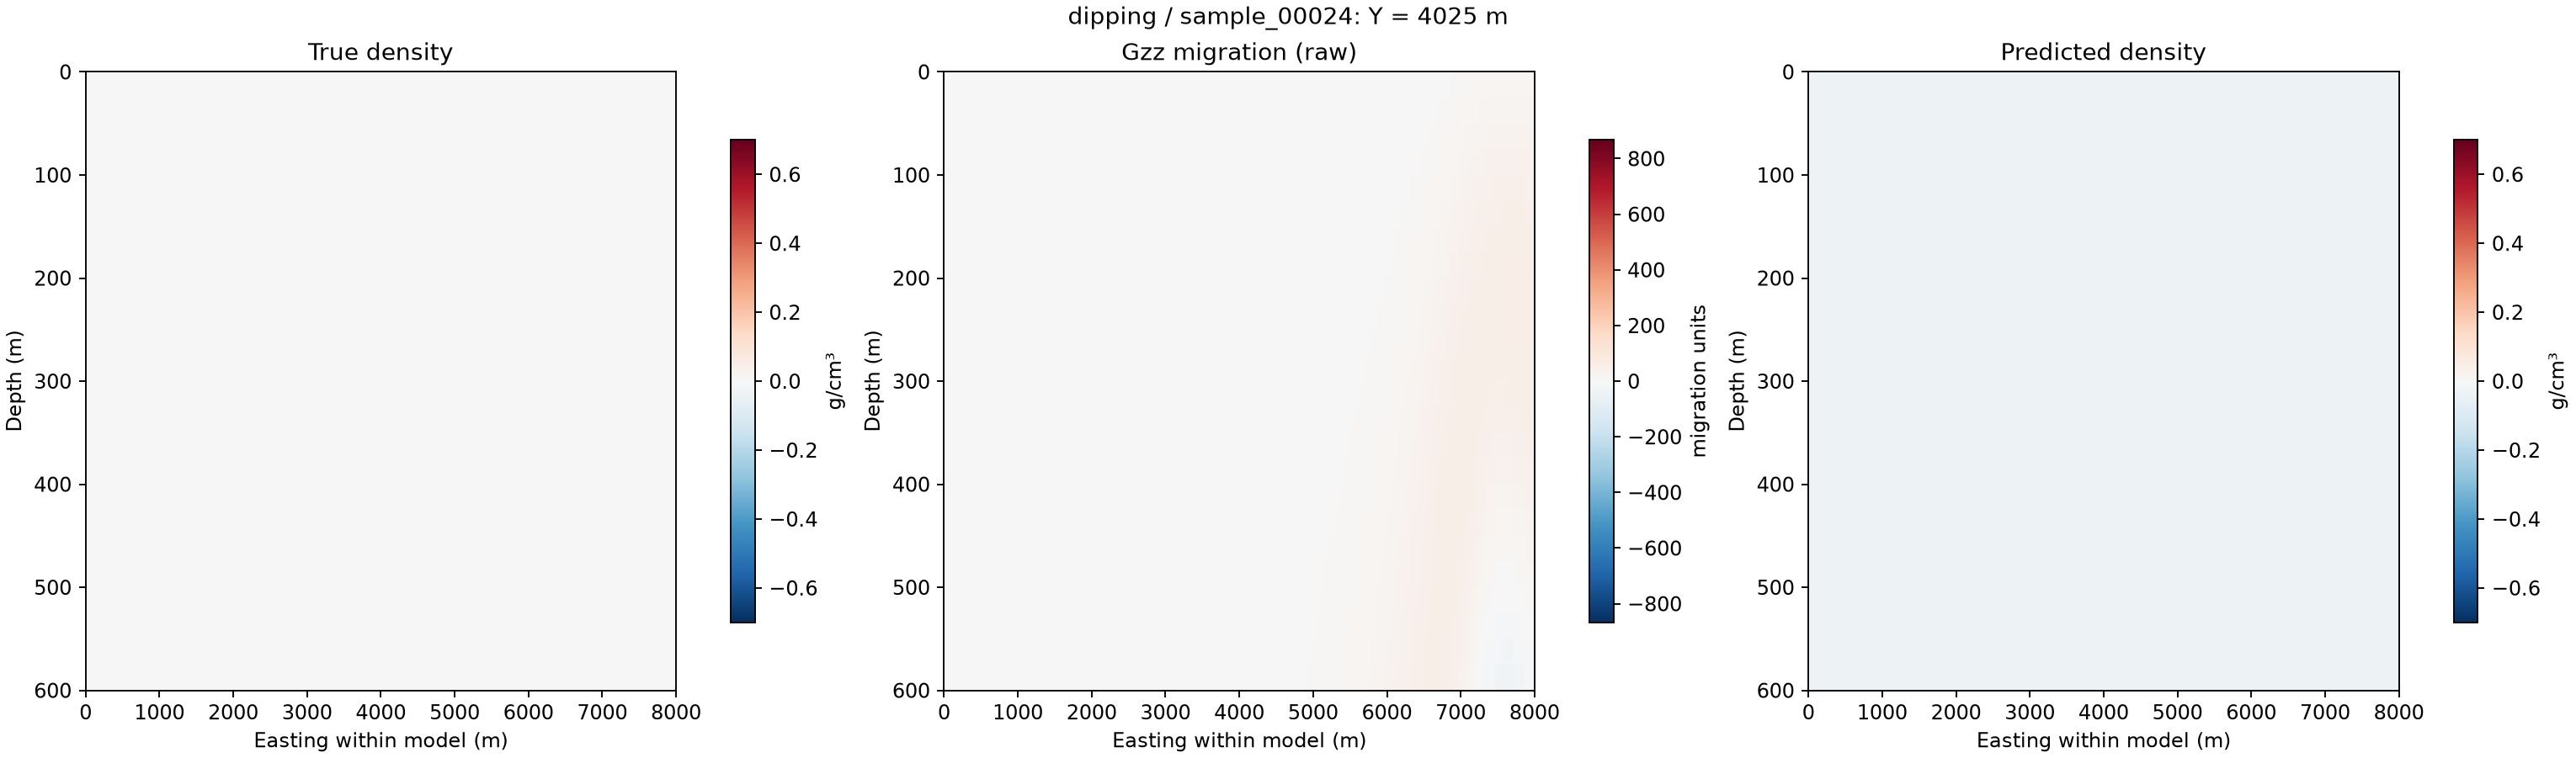 dipping / sample_00024: Y = 4025 m
True density
0
100
200
300
400
500
600
Depth (m)
0 1000 2000 3000 4000 5000 6000 7000 8000
Easting within model (m)
0.6
0.4
0.2
0.0
−0.2
−0.4
−0.6
g/cm³
Gzz migration (raw)
0
100
200
300
400
500
600
Depth (m)
0 1000 2000 3000 4000 5000 6000 7000 8000
Easting within model (m)
800
600
400
200
0
−200
−400
−600
−800
migration units
Predicted density
0
100
200
300
400
500
600
Depth (m)
0 1000 2000 3000 4000 5000 6000 7000 8000
Easting within model (m)
0.6
0.4
0.2
0.0
−0.2
−0.4
−0.6
g/cm³